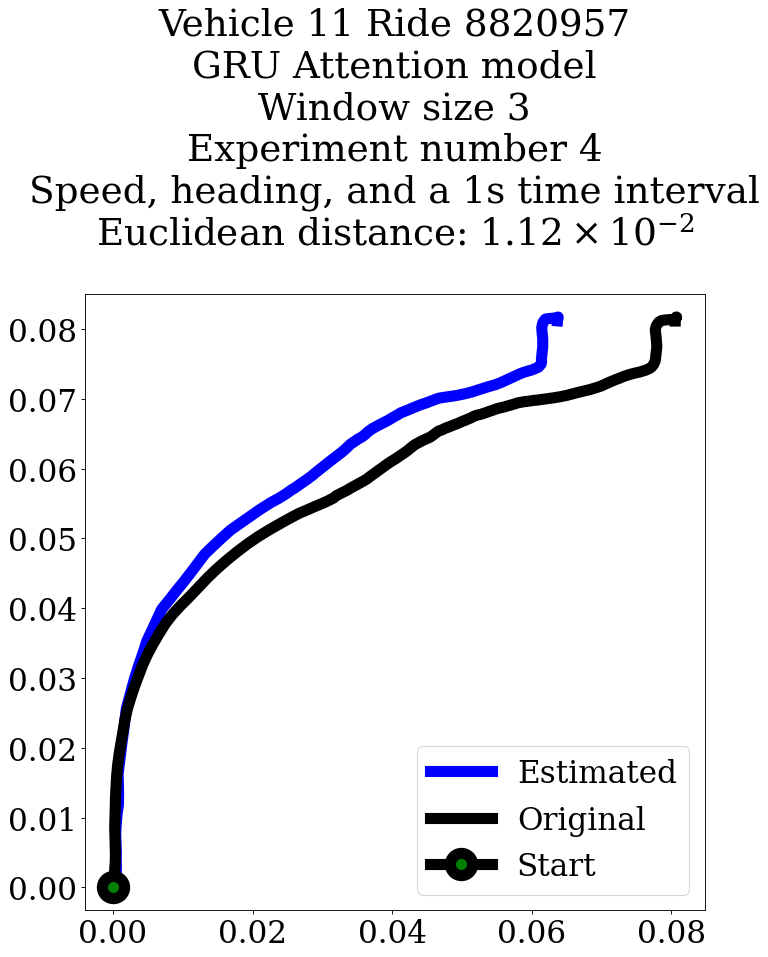 Vehicle 11 Ride 8820957
GRU Attention model
Window size 3
Experiment number 4
Speed, heading, and a 1s time interval
Euclidean distance: 1.12 × 10⁻²
0.08
0.07
0.06
0.05
0.04
0.03
0.02
0.01
0.00
Estimated
Original
Start
0.00 0.02 0.04 0.06 0.08